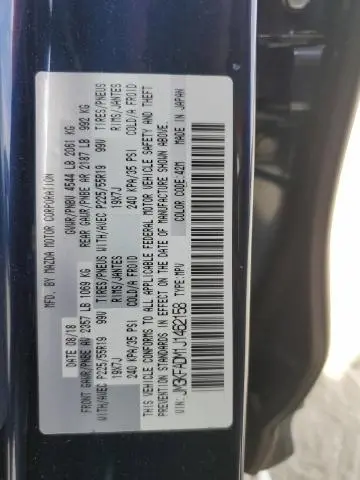 MFD. BY MAZDA MOTOR CORPORATION
DATE 08/18 GVWR/PNBV 4544 LB 2061 KG
FRONT GAWR/PNBE AV 2357 LB 1069 KG REAR GAWR/PNBE AR 2187 LB 992 KG
WITH/AVEC P225/55R19 99V TIRES/PNEUS WITH/AVEC P225/55R19 99V TIRES/PNEUS
19X7J RIMS/JANTES 19X7J RIMS/JANTES
240 KPA/35 PSI COLD/A FROID 240 KPA/35 PSI COLD/A FROID
THIS VEHICLE CONFORMS TO ALL APPLICABLE FEDERAL MOTOR VEHICLE SAFETY AND THEFT
PREVENTION STANDARDS IN EFFECT ON THE DATE OF MANUFACTURE SHOWN ABOVE.
MADE IN JAPAN
VIN: JM3KFADM1J1462158 TYPE:MPV COLOR CODE:42M